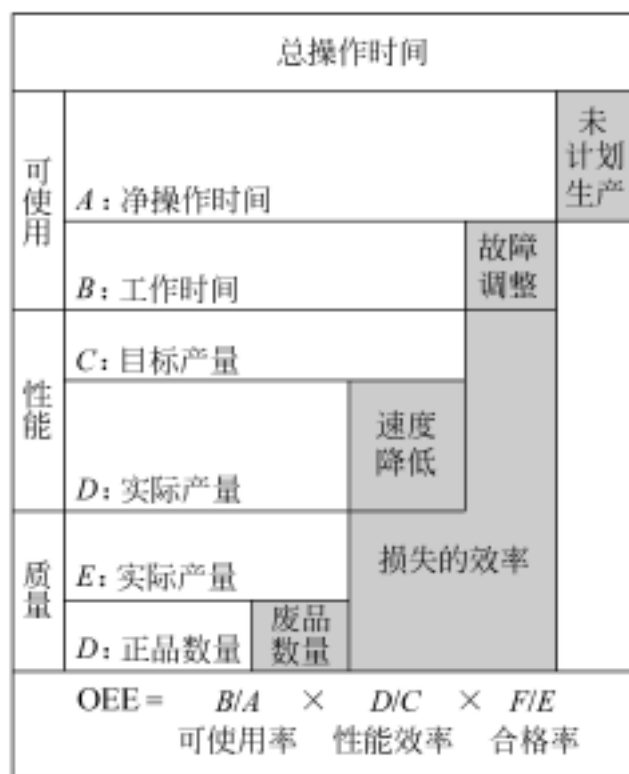 总操作时间
可使用
A：净操作时间
未
计划
生产
B：工作时间
故障
调整
性能
C：目标产量
D：实际产量
速度
降低
质量
E：实际产量
损失的效率
D：正品数量
废品
数量
OEE = B/A × D/C × F/E
可使用率 性能效率 合格率